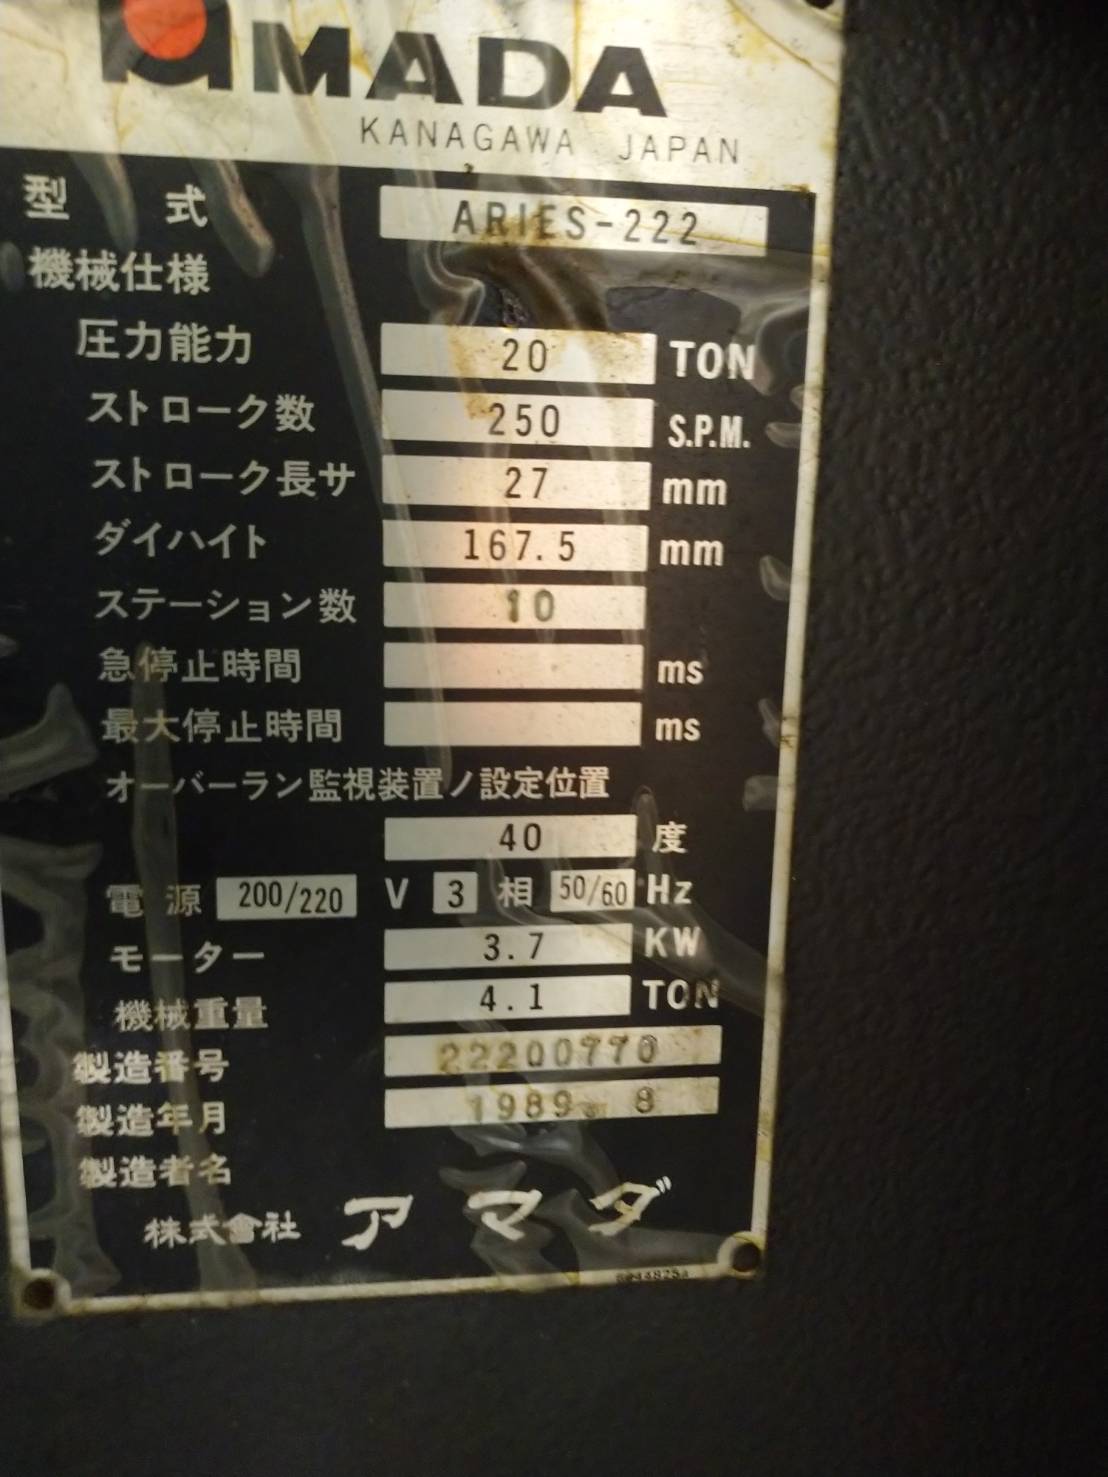 AMADA
KANAGAWA JAPAN
型 式 ARIES-222
機械仕様
圧力能力 20 TON
ストローク数 250 S.P.M.
ストローク長サ 27 mm
ダイハイト 167.5 mm
ステーション数 10
急停止時間 ms
最大停止時間 ms
オーバーラン監視装置ノ設定位置
40 度
電 源 200/220 V 3 相 50/60 Hz
モーター 3.7 KW
機械重量 4.1 TON
製造番号 22200770
製造年月 1989 8
製造者名
株式會社 アマダ